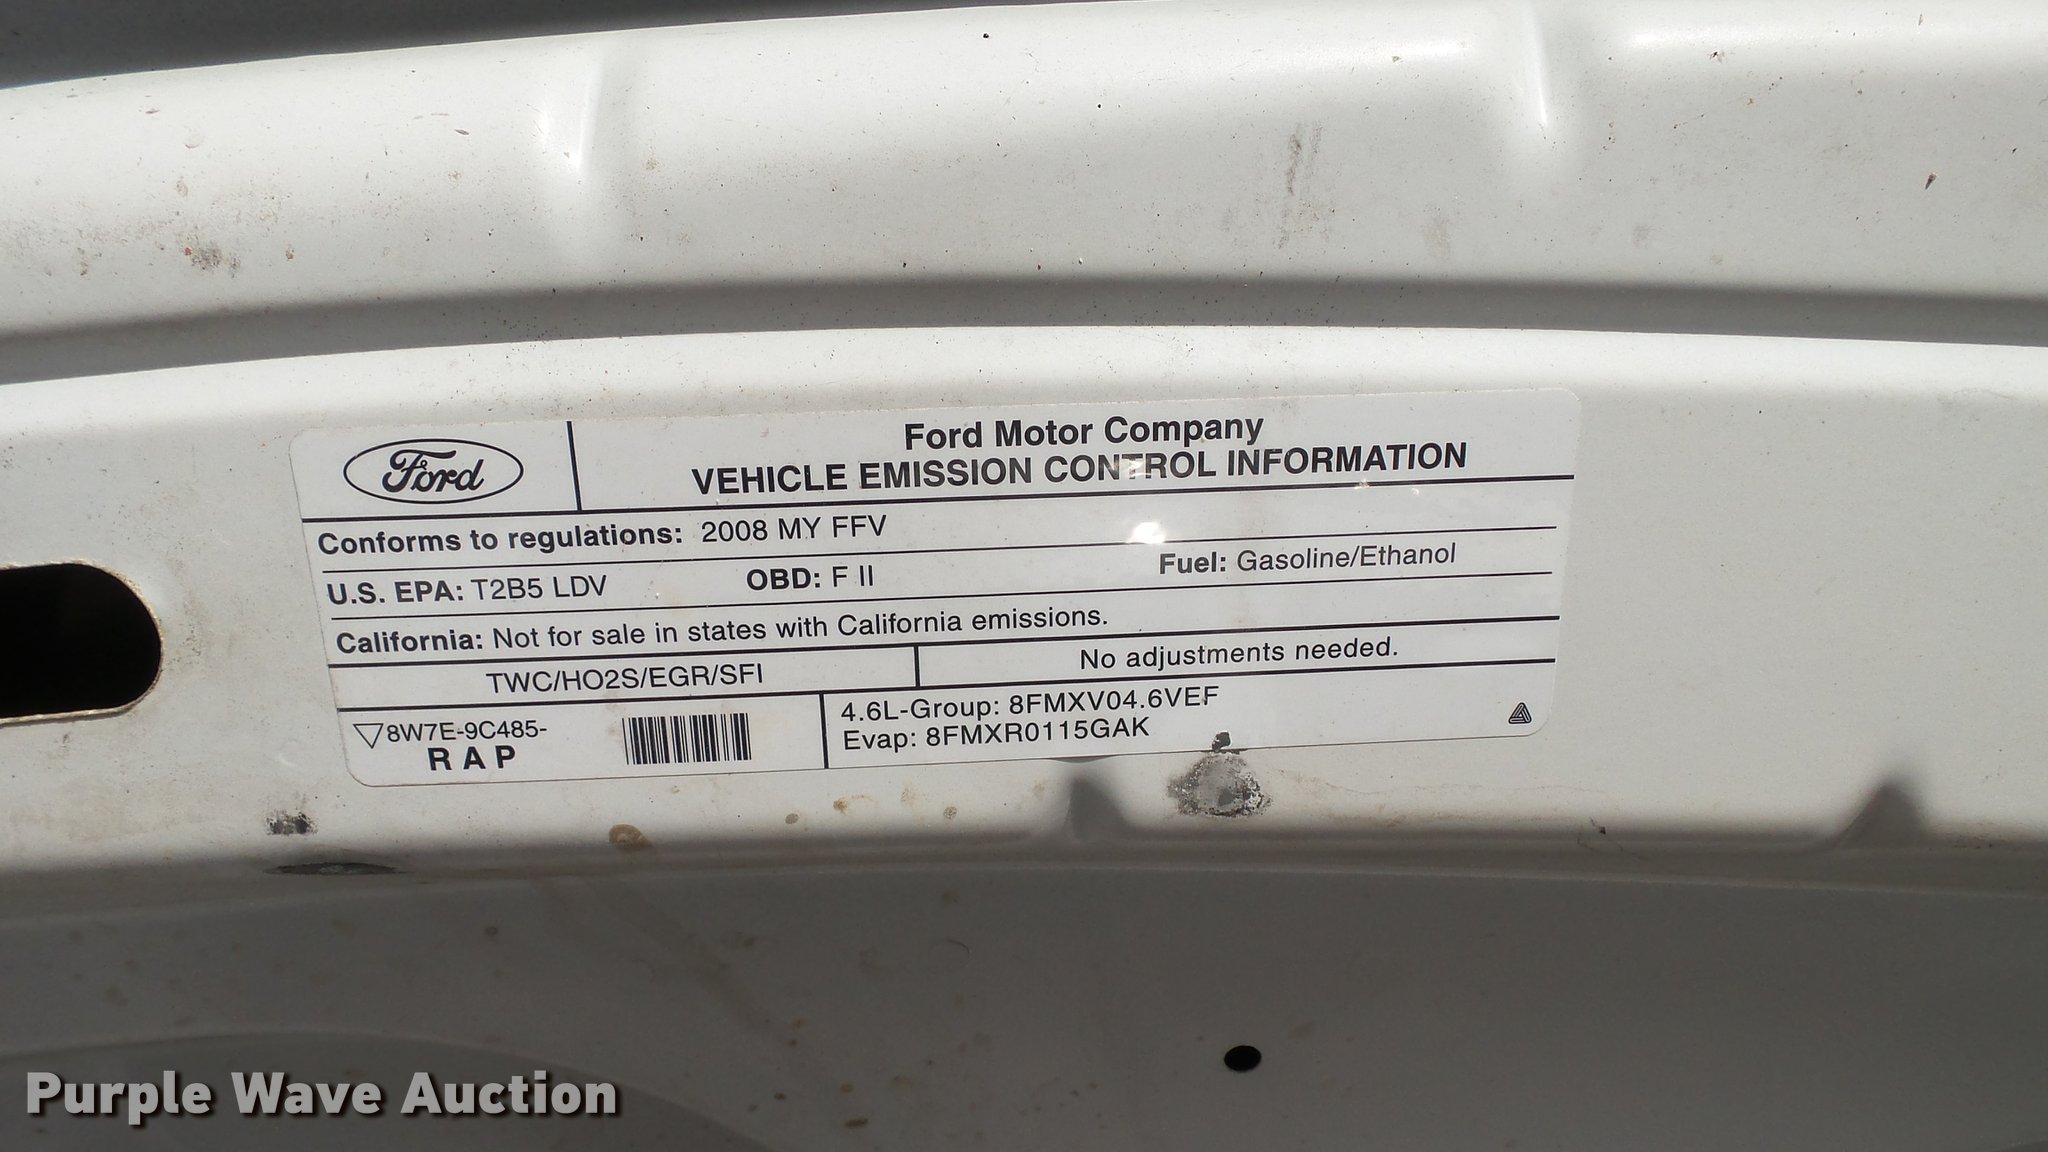 Ford
Ford Motor Company
VEHICLE EMISSION CONTROL INFORMATION
Conforms to regulations: 2008 MY FFV
U.S. EPA: T2B5 LDV OBD: F II Fuel: Gasoline/Ethanol
California: Not for sale in states with California emissions.
TWC/HO2S/EGR/SFI No adjustments needed.
8W7E-9C485-
R A P
4.6L-Group: 8FMXV04.6VEF
Evap: 8FMXR0115GAK
Purple Wave Auction